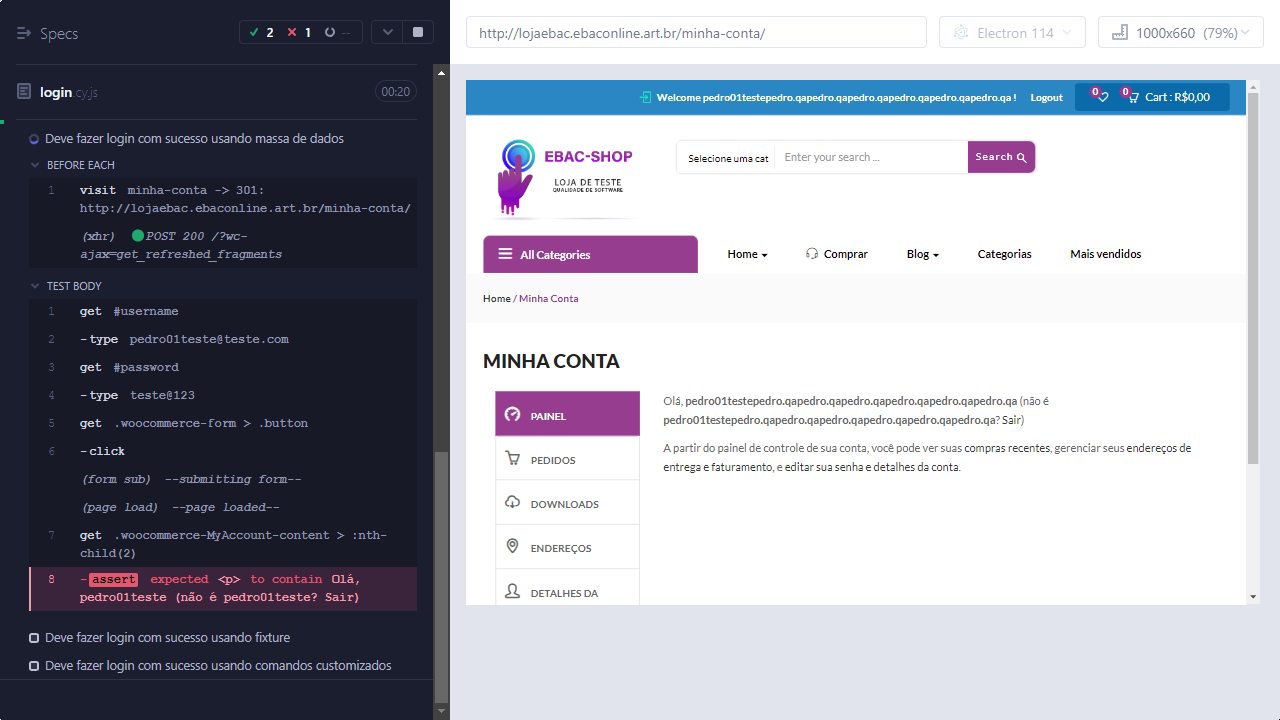 Specs
2
1
--
login.cy.js
00:20
Deve fazer login com sucesso usando massa de dados
BEFORE EACH
1 visit minha-conta -> 301:
http://lojaebac.ebaconline.art.br/minha-conta/
(xhr) POST 200 /?wc-
ajax=get_refreshed_fragments
TEST BODY
1 get #username
2 -type pedro01teste@teste.com
3 get #password
4 -type teste@123
5 get .woocommerce-form > .button
6 -click
(form sub) --submitting form--
(page load) --page loaded--
7 get .woocommerce-MyAccount-content > :nth-
child(2)
8 -assert expected <p> to contain Olá,
pedro01teste (não é pedro01teste? Sair)
Deve fazer login com sucesso usando fixture
Deve fazer login com sucesso usando comandos customizados
http://lojaebac.ebaconline.art.br/minha-conta/
Electron 114
1000x660 (79%)
Welcome pedro01testepedro.qapedro.qapedro.qapedro.qapedro.qapedro.qa !
Logout
0
0
Cart : R$0,00
EBAC-SHOP
LOJA DE TESTE
QUALIDADE DE SOFTWARE
Selecione uma cat
Enter your search ...
Search
All Categories
Home
Comprar
Blog
Categorias
Mais vendidos
Home / Minha Conta
MINHA CONTA
PAINEL
PEDIDOS
DOWNLOADS
ENDEREÇOS
DETALHES DA
Olá, pedro01testepedro.qapedro.qapedro.qapedro.qapedro.qapedro.qa (não é
pedro01testepedro.qapedro.qapedro.qapedro.qapedro.qapedro.qa? Sair)
A partir do painel de controle de sua conta, você pode ver suas compras recentes, gerenciar seus endereços de
entrega e faturamento, e editar sua senha e detalhes da conta.